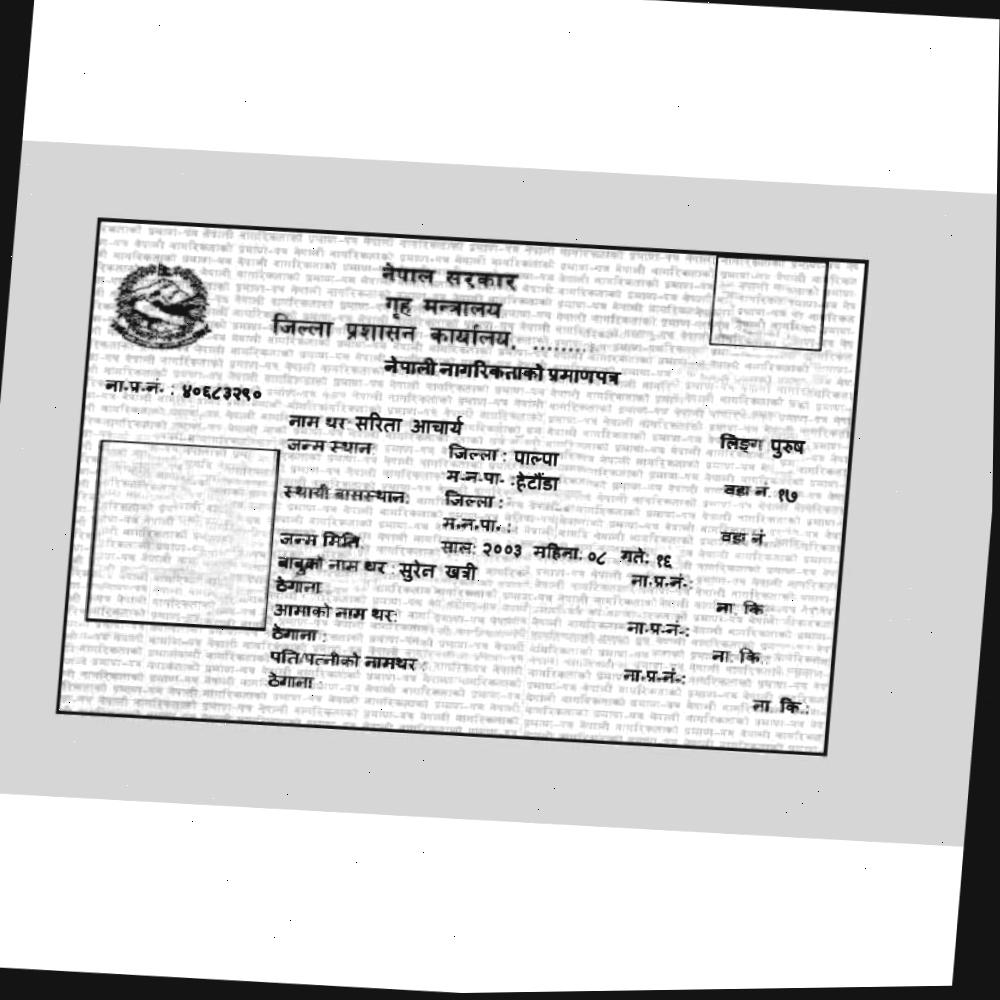 नेपाल सरकार
गृह मन्त्रालय
जिल्ला प्रशासन कार्यालय, .........
नेपाली नागरिकताको प्रमाणपत्र
ना.प्र.नं. : ४०६८३२९०
नाम थर: सरिता आचार्य लिङ्ग पुरुष
जन्म स्थान: जिल्ला : पाल्पा
म.न.पा. : हेटौंडा वडा नं. १७
स्थायी बासस्थान: जिल्ला :
म.न.पा. : वडा नं.
जन्म मिति: साल: २००३ महिना: ०८ गते: १६
बाबुको नाम थर : सुरेन खत्री ना.प्र.नं.:
ठेगाना ना. कि.
आमाको नाम थर: ना.प्र.नं.:
ठेगाना : ना. कि.:
पति/पत्नीको नामथर : ना.प्र.नं.:
ठेगाना : ना. कि.: